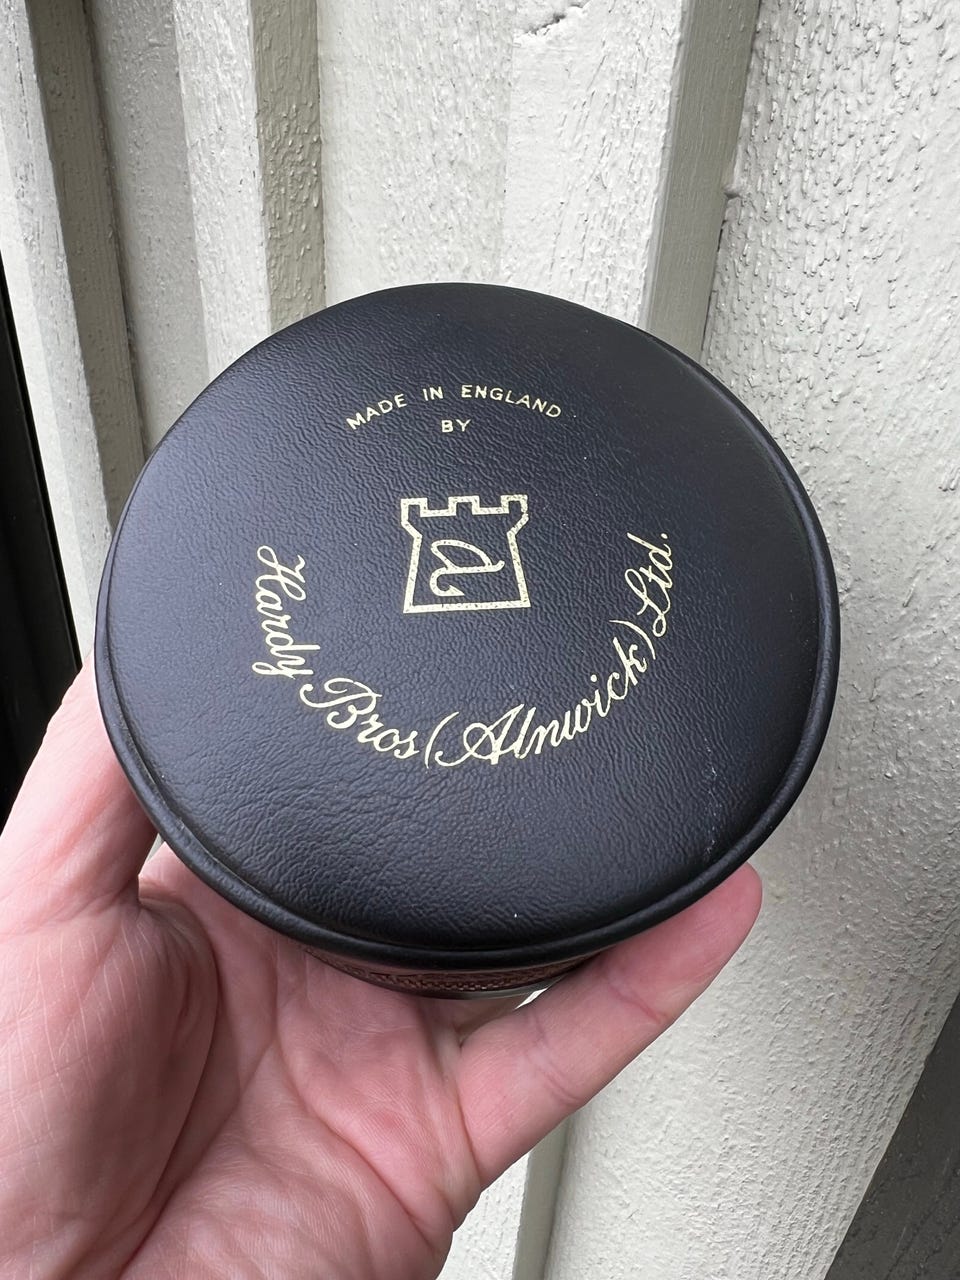 MADE IN ENGLAND
BY
a
Hardy Bros (Alnwick) Ltd.